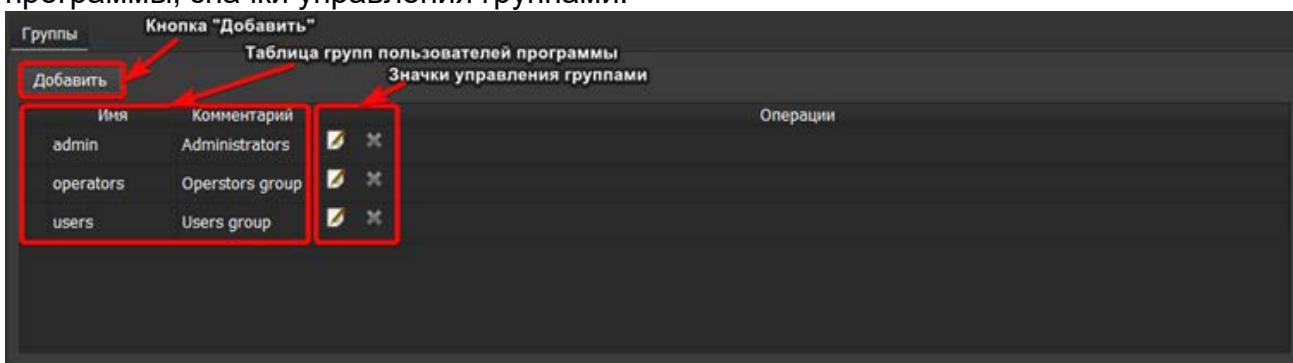 программы, значки управления группами.
Группы
Кнопка "Добавить"
Таблица групп пользователей программы
Добавить
Значки управления группами
Имя Комментарий Операции
admin Administrators
operators Operstors group
users Users group